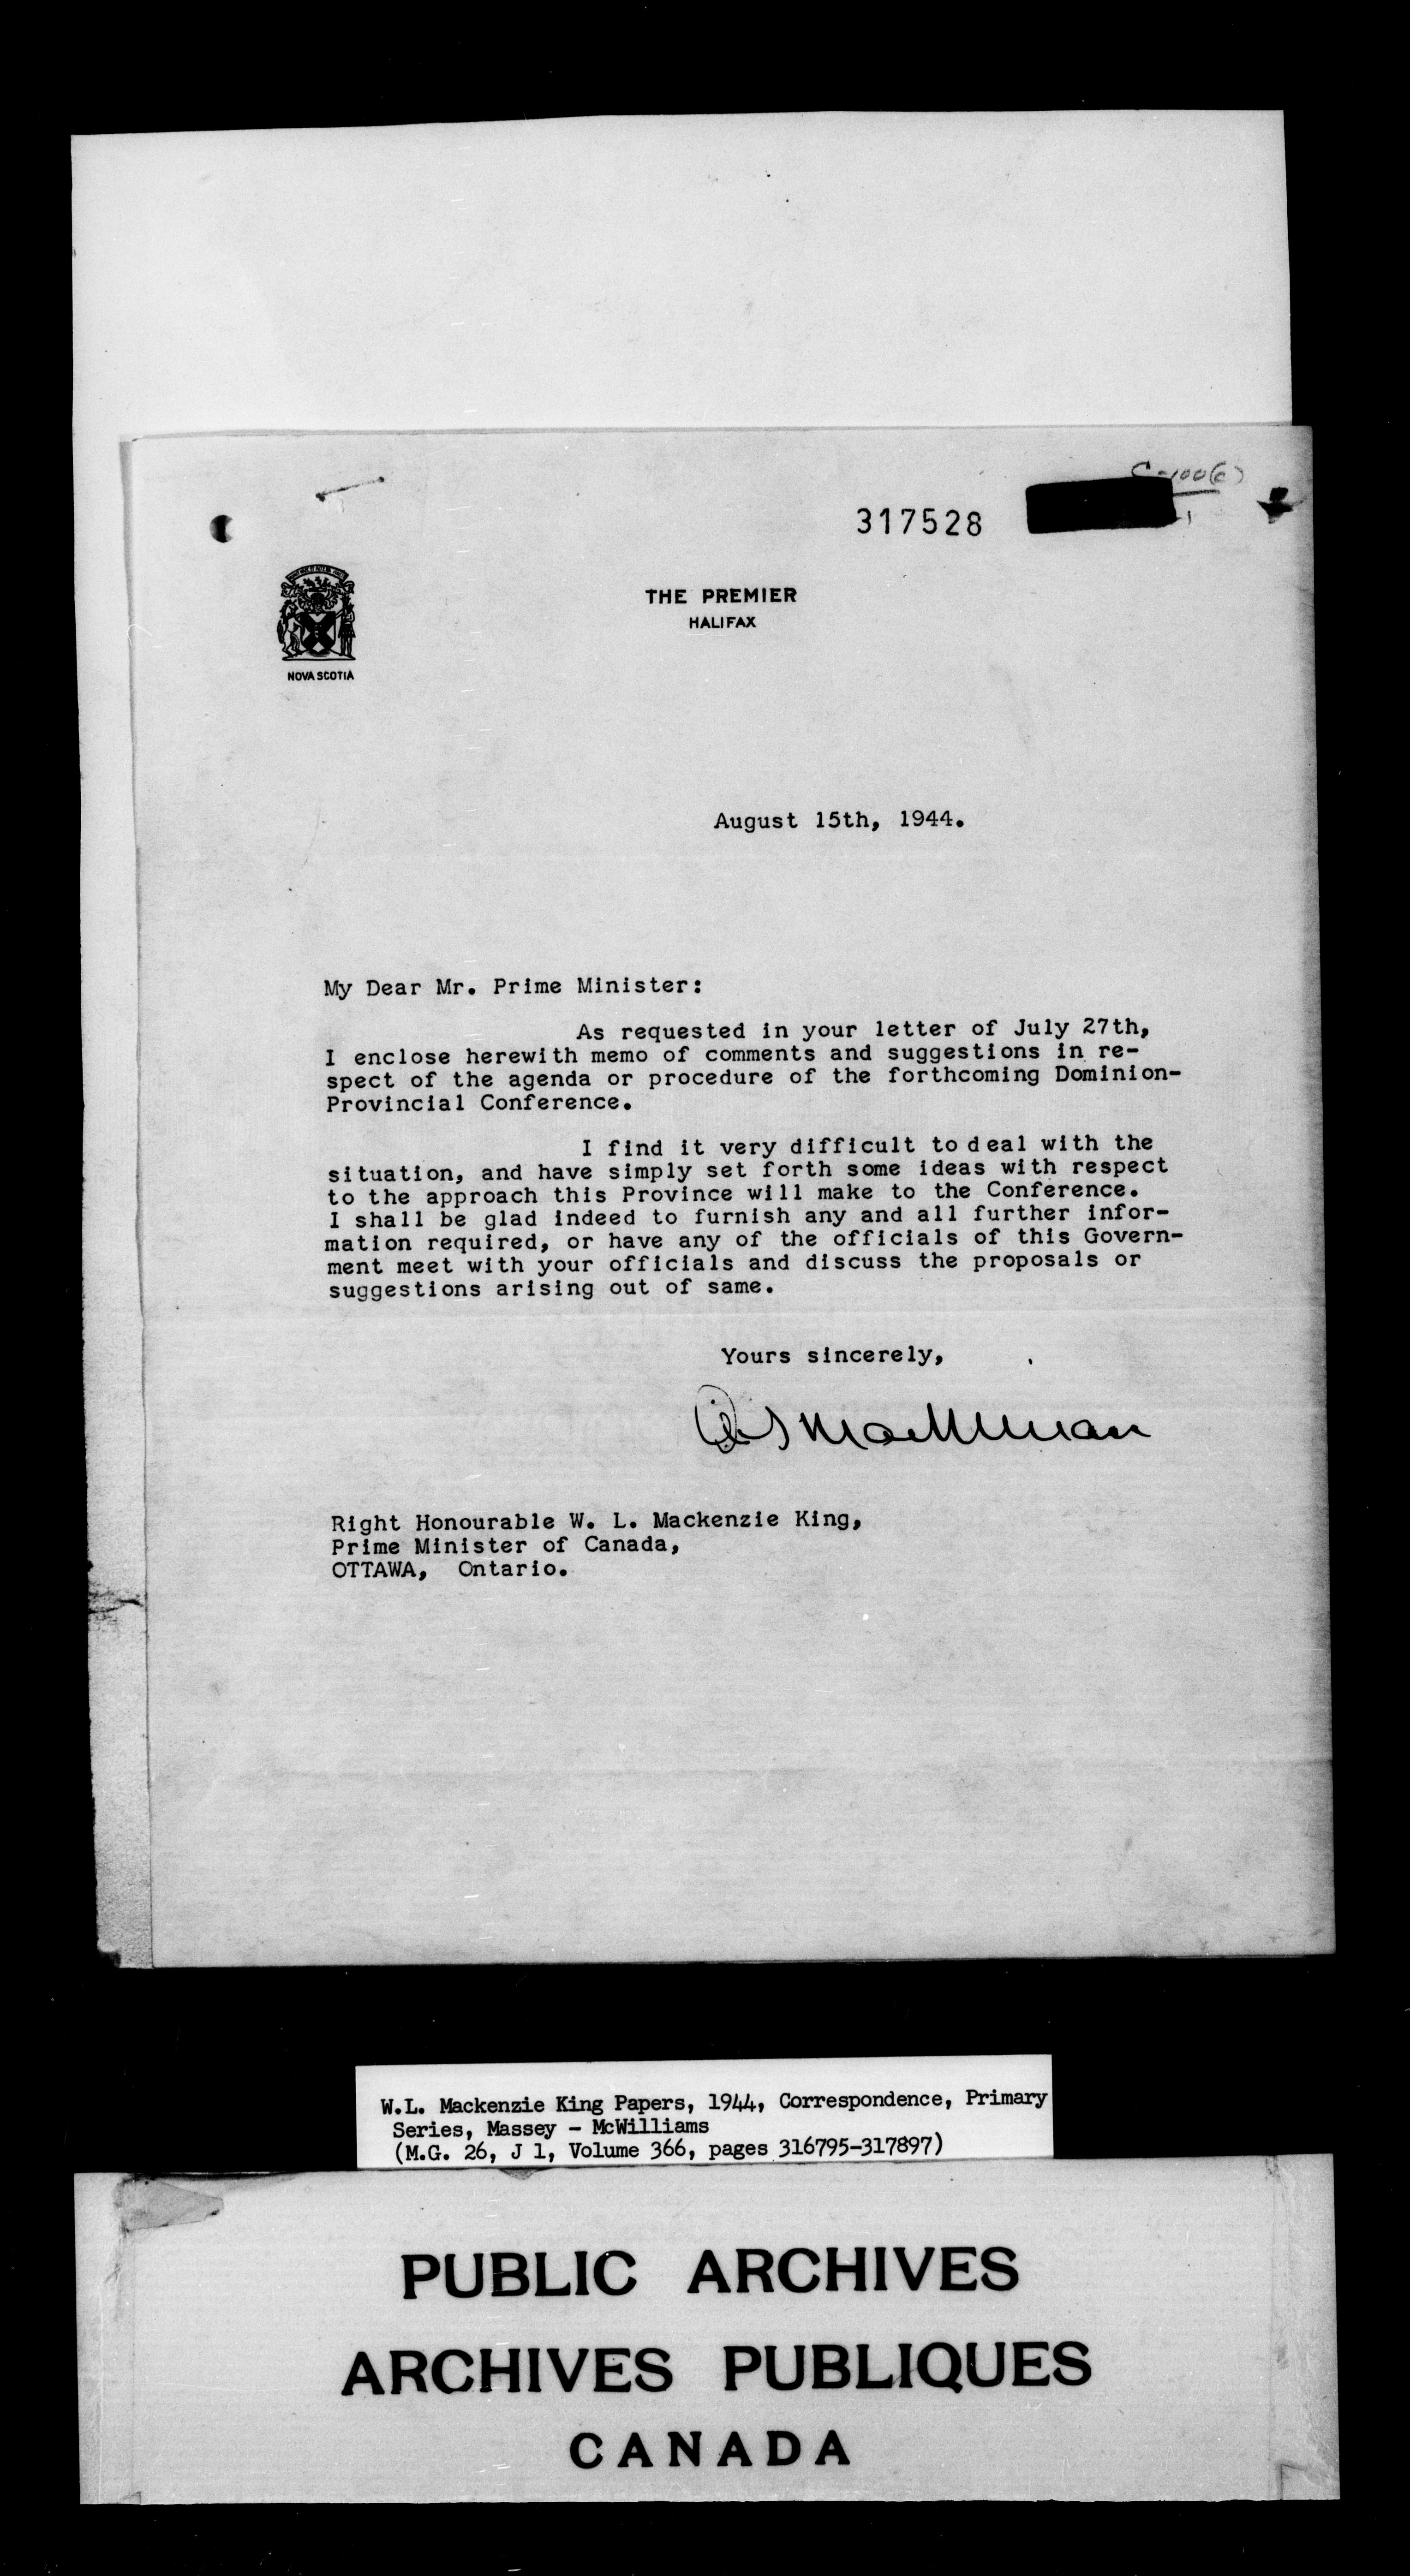 C-100(c)
317528
NOVA SCOTIA
THE PREMIER
HALIFAX
August 15th, 1944.
My Dear Mr. Prime Minister:
As requested in your letter of July 27th,
I enclose herewith memo of comments and suggestions in re-
spect of the agenda or procedure of the forthcoming Dominion-
Provincial Conference.
I find it very difficult to deal with the
situation, and have simply set forth some ideas with respect
to the approach this Province will make to the Conference.
I shall be glad indeed to furnish any and all further infor-
mation required, or have any of the officials of this Govern-
ment meet with your officials and discuss the proposals or
suggestions arising out of same.
Yours sincerely,
MacMillan
Right Honourable W. L. Mackenzie King,
Prime Minister of Canada,
OTTAWA, Ontario.
W.L. Mackenzie King Papers, 1944, Correspondence, Primary
Series, Massey - McWilliams
(M.G. 26, J 1, Volume 366, pages 316795-317897)
PUBLIC ARCHIVES
ARCHIVES PUBLIQUES
CANADA